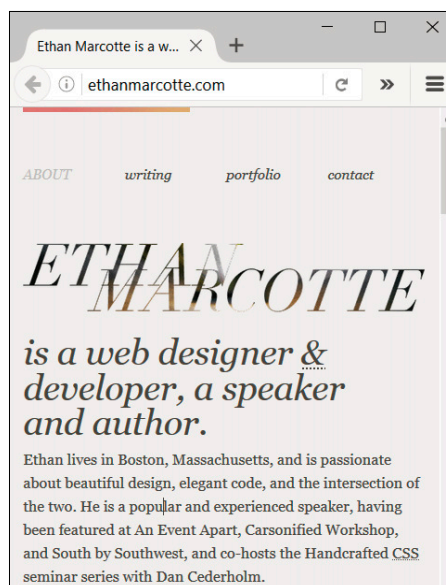 Ethan Marcotte is a w...
ethanmarcotte.com
ABOUT writing portfolio contact
ETHAN
MARCOTTE
is a web designer &
developer, a speaker
and author.
Ethan lives in Boston, Massachusetts, and is passionate
about beautiful design, elegant code, and the intersection of
the two. He is a popular and experienced speaker, having
been featured at An Event Apart, Carsonified Workshop,
and South by Southwest, and co-hosts the Handcrafted CSS
seminar series with Dan Cederholm.